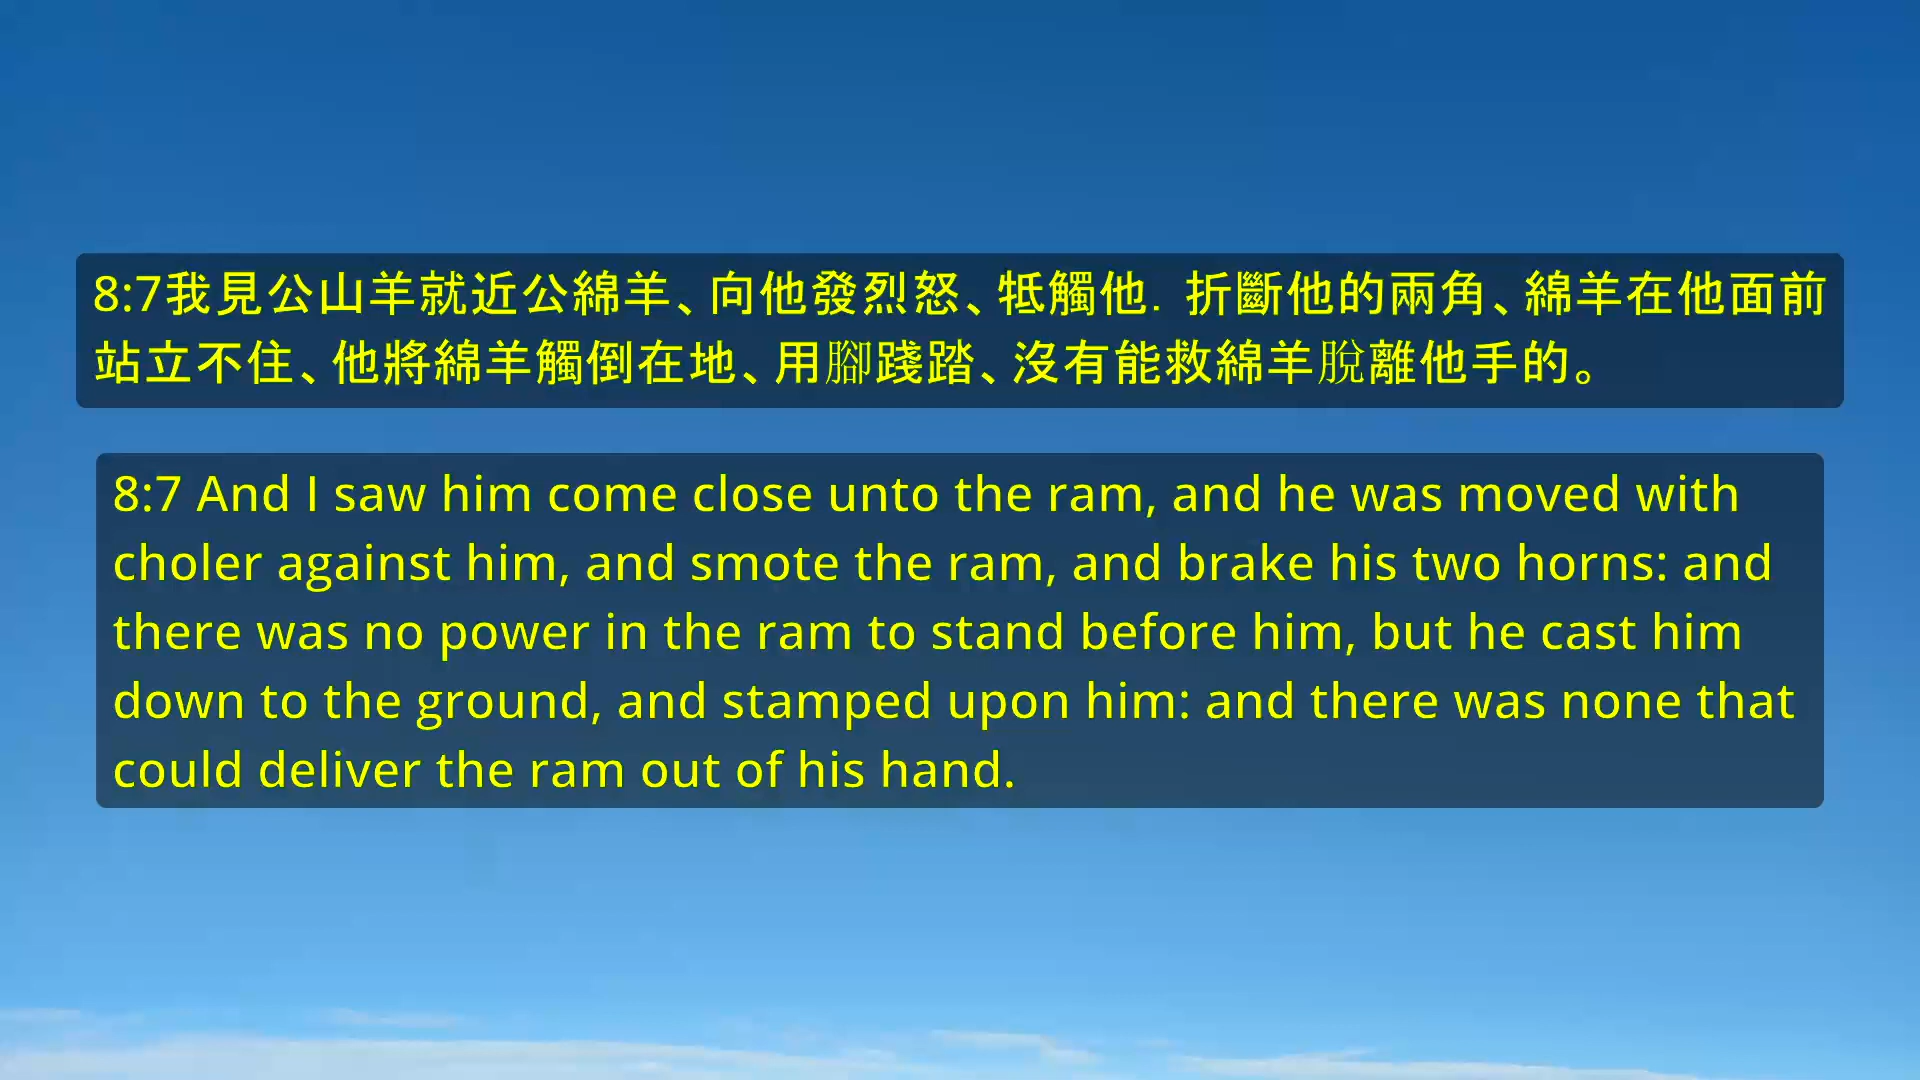 8:7我見公山羊就近公綿羊、向他發烈怒、牴觸他．折斷他的兩角、綿羊在他面前
站立不住、他將綿羊觸倒在地、用腳踐踏、沒有能救綿羊脫離他手的。
8:7 And I saw him come close unto the ram, and he was moved with
choler against him, and smote the ram, and brake his two horns: and
there was no power in the ram to stand before him, but he cast him
down to the ground, and stamped upon him: and there was none that
could deliver the ram out of his hand.